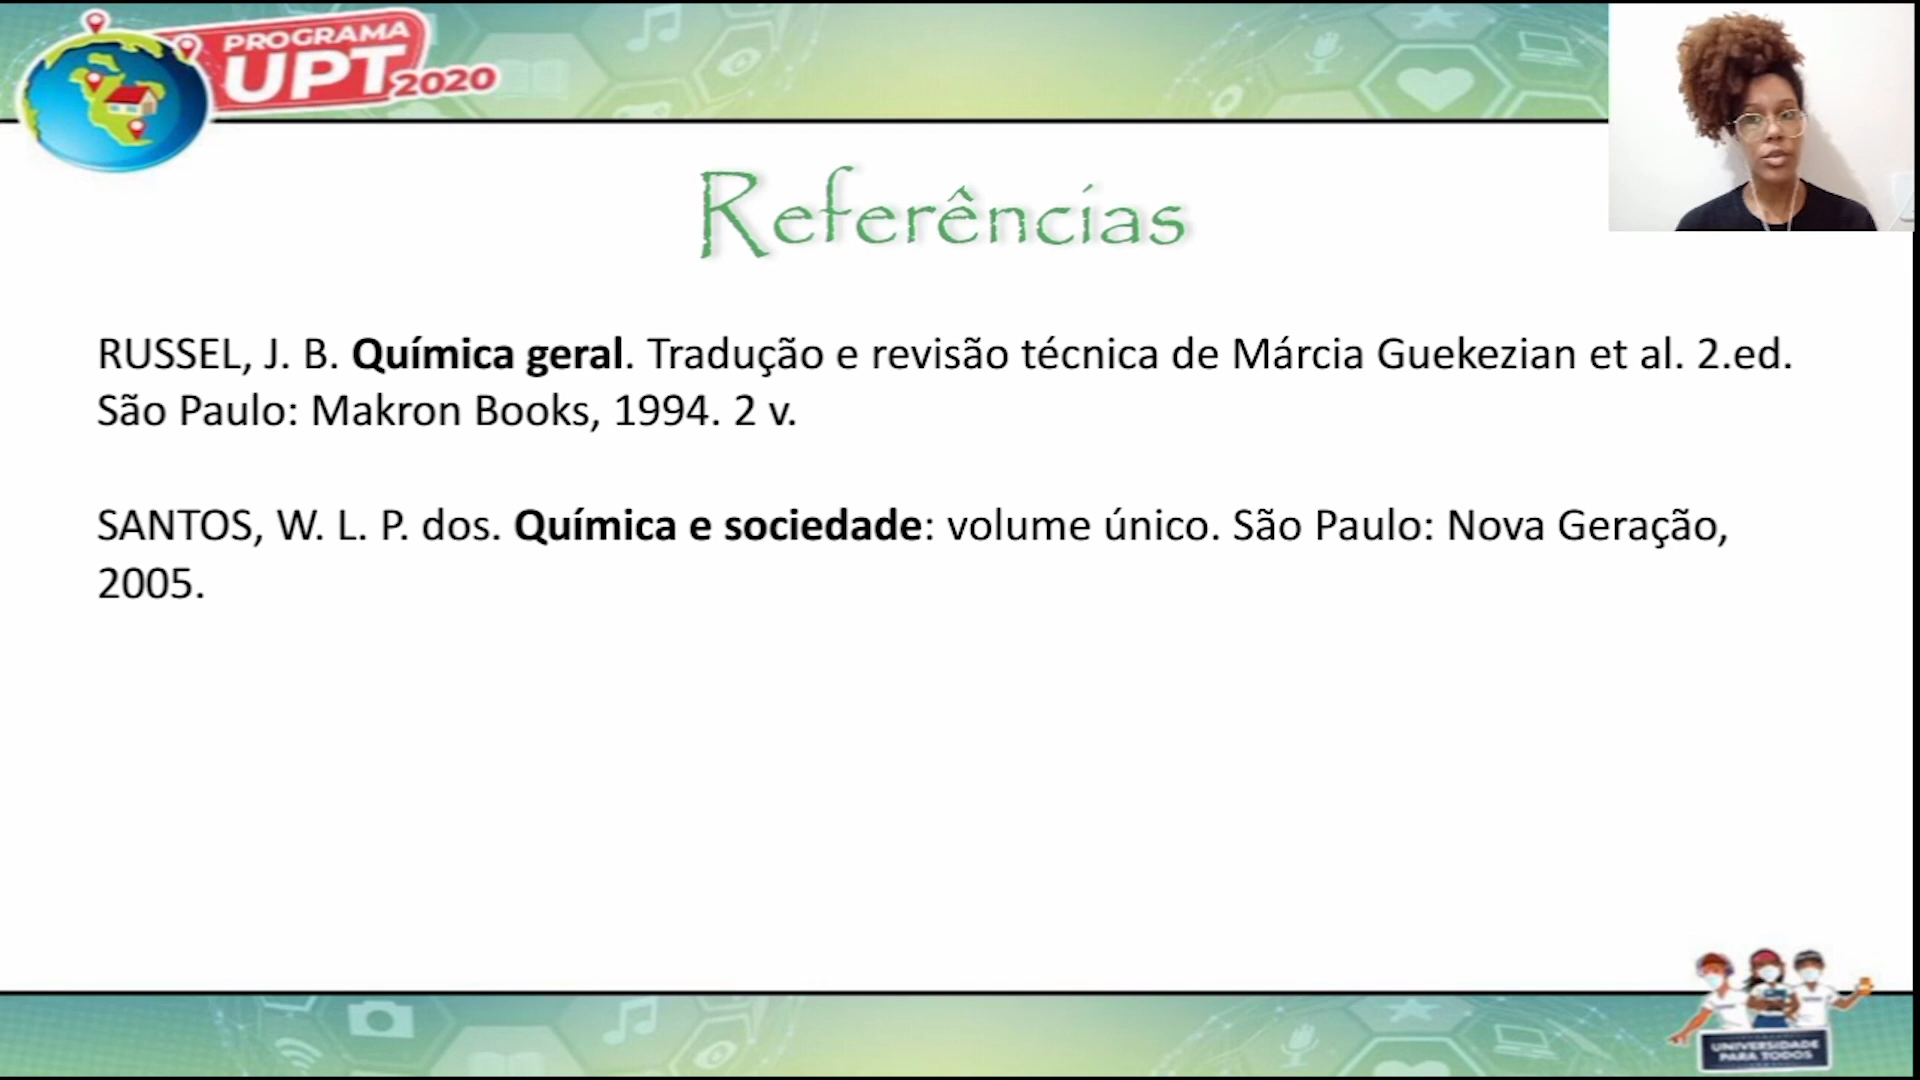 PROGRAMA
UPT 2020
Referências
RUSSEL, J. B. Química geral. Tradução e revisão técnica de Márcia Guekezian et al. 2.ed.
São Paulo: Makron Books, 1994. 2 v.
SANTOS, W. L. P. dos. Química e sociedade: volume único. São Paulo: Nova Geração,
2005.
UNIVERSIDADE
PARA TODOS